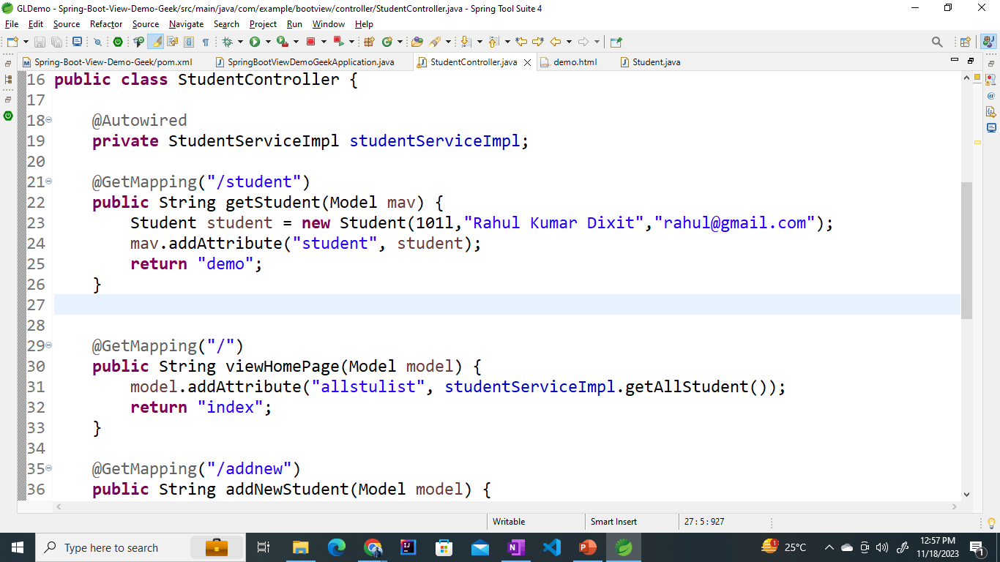 GLDemo - Spring-Boot-View-Demo-Geek/src/main/java/com/example/bootview/controller/StudentController.java - Spring Tool Suite 4
File Edit Source Refactor Source Navigate Search Project Run Window Help
Spring-Boot-View-Demo-Geek/pom.xml SpringBootViewDemoGeekApplication.java StudentController.java demo.html Student.java
16 public class StudentController {
17
18 @Autowired
19 private StudentServiceImpl studentServiceImpl;
20
21 @GetMapping("/student")
22 public String getStudent(Model mav) {
23 Student student = new Student(101l,"Rahul Kumar Dixit","rahul@gmail.com");
24 mav.addAttribute("student", student);
25 return "demo";
26 }
27
28
29 @GetMapping("/")
30 public String viewHomePage(Model model) {
31 model.addAttribute("allstulist", studentServiceImpl.getAllStudent());
32 return "index";
33 }
34
35 @GetMapping("/addnew")
36 public String addNewStudent(Model model) {
Writable Smart Insert 27 : 5 : 927
Type here to search 1 25°C 12:57 PM
11/18/2023 1